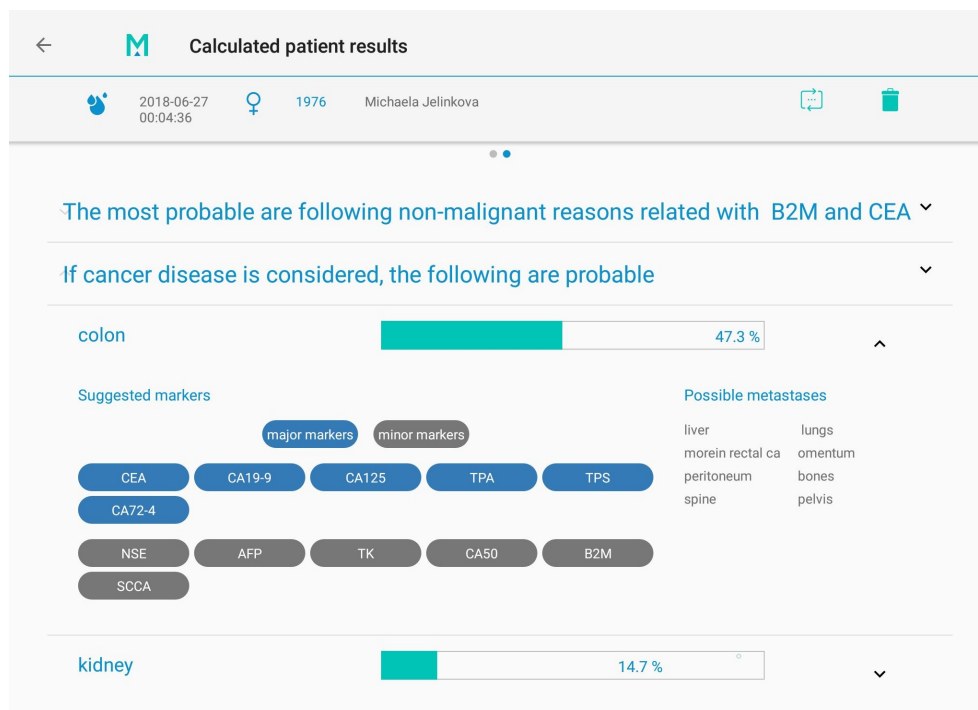 Calculated patient results
2018-06-27
00:04:36
1976
Michaela Jelinkova
The most probable are following non-malignant reasons related with B2M and CEA
If cancer disease is considered, the following are probable
colon
47.3 %
Suggested markers
major markers minor markers
CEA CA19-9 CA125 TPA TPS
CA72-4
NSE AFP TK CA50 B2M
SCCA
Possible metastases
liver lungs
morein rectal ca omentum
peritoneum bones
spine pelvis
kidney
14.7 %